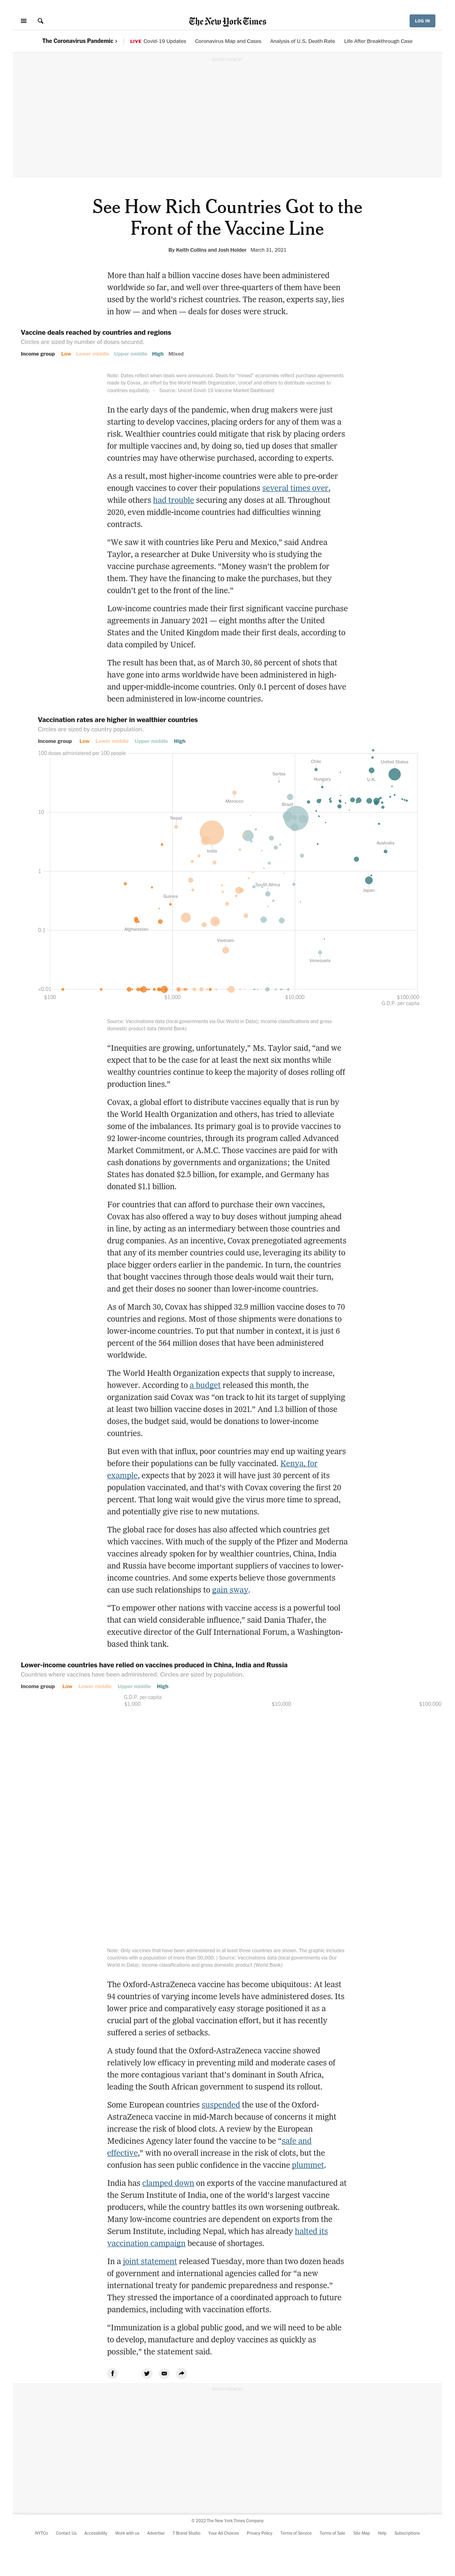 The New York Times
LOG IN
The Coronavirus Pandemic ›
LIVE Covid-19 Updates
Coronavirus Map and Cases
Analysis of U.S. Death Rate
Life After Breakthrough Case
ADVERTISEMENT
See How Rich Countries Got to the
Front of the Vaccine Line
By Keith Collins and Josh Holder March 31, 2021
More than half a billion vaccine doses have been administered
worldwide so far, and well over three-quarters of them have been
used by the world’s richest countries. The reason, experts say, lies
in how — and when — deals for doses were struck.
Vaccine deals reached by countries and regions
Circles are sized by number of doses secured.
Income group Low Lower middle Upper middle High Mixed
Note: Dates reflect when deals were announced. Deals for “mixed” economies reflect purchase agreements
made by Covax, an effort by the World Health Organization, Unicef and others to distribute vaccines to
countries equitably. · Source: Unicef Covid-19 Vaccine Market Dashboard
In the early days of the pandemic, when drug makers were just
starting to develop vaccines, placing orders for any of them was a
risk. Wealthier countries could mitigate that risk by placing orders
for multiple vaccines and, by doing so, tied up doses that smaller
countries may have otherwise purchased, according to experts.
As a result, most higher-income countries were able to pre-order
enough vaccines to cover their populations several times over,
while others had trouble securing any doses at all. Throughout
2020, even middle-income countries had difficulties winning
contracts.
“We saw it with countries like Peru and Mexico,” said Andrea
Taylor, a researcher at Duke University who is studying the
vaccine purchase agreements. “Money wasn’t the problem for
them. They have the financing to make the purchases, but they
couldn’t get to the front of the line.”
Low-income countries made their first significant vaccine purchase
agreements in January 2021 — eight months after the United
States and the United Kingdom made their first deals, according to
data compiled by Unicef.
The result has been that, as of March 30, 86 percent of shots that
have gone into arms worldwide have been administered in high-
and upper-middle-income countries. Only 0.1 percent of doses have
been administered in low-income countries.
Vaccination rates are higher in wealthier countries
Circles are sized by country population.
Income group Low Lower middle Upper middle High
100 doses administered per 100 people
Chile
United States
Serbia
Hungary
U.K.
Morocco
Brazil
10
Nepal
India
Australia
1
South Africa
Japan
Guinea
0.1
Afghanistan
Vietnam
Venezuela
<0.01
$100
$1,000
$10,000
$100,000
G.D.P. per capita
Source: Vaccinations data (local governments via Our World in Data); income classifications and gross
domestic product data (World Bank)
“Inequities are growing, unfortunately,” Ms. Taylor said, “and we
expect that to be the case for at least the next six months while
wealthy countries continue to keep the majority of doses rolling off
production lines.”
Covax, a global effort to distribute vaccines equally that is run by
the World Health Organization and others, has tried to alleviate
some of the imbalances. Its primary goal is to provide vaccines to
92 lower-income countries, through its program called Advanced
Market Commitment, or A.M.C. Those vaccines are paid for with
cash donations by governments and organizations; the United
States has donated $2.5 billion, for example, and Germany has
donated $1.1 billion.
For countries that can afford to purchase their own vaccines,
Covax has also offered a way to buy doses without jumping ahead
in line, by acting as an intermediary between those countries and
drug companies. As an incentive, Covax prenegotiated agreements
that any of its member countries could use, leveraging its ability to
place bigger orders earlier in the pandemic. In turn, the countries
that bought vaccines through those deals would wait their turn,
and get their doses no sooner than lower-income countries.
As of March 30, Covax has shipped 32.9 million vaccine doses to 70
countries and regions. Most of those shipments were donations to
lower-income countries. To put that number in context, it is just 6
percent of the 564 million doses that have been administered
worldwide.
The World Health Organization expects that supply to increase,
however. According to a budget released this month, the
organization said Covax was “on track to hit its target of supplying
at least two billion vaccine doses in 2021.” And 1.3 billion of those
doses, the budget said, would be donations to lower-income
countries.
But even with that influx, poor countries may end up waiting years
before their populations can be fully vaccinated. Kenya, for
example, expects that by 2023 it will have just 30 percent of its
population vaccinated, and that’s with Covax covering the first 20
percent. That long wait would give the virus more time to spread,
and potentially give rise to new mutations.
The global race for doses has also affected which countries get
which vaccines. With much of the supply of the Pfizer and Moderna
vaccines already spoken for by wealthier countries, China, India
and Russia have become important suppliers of vaccines to lower-
income countries. And some experts believe those governments
can use such relationships to gain sway.
“To empower other nations with vaccine access is a powerful tool
that can wield considerable influence,” said Dania Thafer, the
executive director of the Gulf International Forum, a Washington-
based think tank.
Lower-income countries have relied on vaccines produced in China, India and Russia
Countries where vaccines have been administered. Circles are sized by population.
Income group Low Lower middle Upper middle High
G.D.P. per capita
$1,000
$10,000
$100,000
Note: Only vaccines that have been administered in at least three countries are shown. The graphic includes
countries with a population of more than 50,000. | Source: Vaccinations data (local governments via Our
World in Data); income classifications and gross domestic product (World Bank)
The Oxford-AstraZeneca vaccine has become ubiquitous: At least
94 countries of varying income levels have administered doses. Its
lower price and comparatively easy storage positioned it as a
crucial part of the global vaccination effort, but it has recently
suffered a series of setbacks.
A study found that the Oxford-AstraZeneca vaccine showed
relatively low efficacy in preventing mild and moderate cases of
the more contagious variant that’s dominant in South Africa,
leading the South African government to suspend its rollout.
Some European countries suspended the use of the Oxford-
AstraZeneca vaccine in mid-March because of concerns it might
increase the risk of blood clots. A review by the European
Medicines Agency later found the vaccine to be “safe and
effective,” with no overall increase in the risk of clots, but the
confusion has seen public confidence in the vaccine plummet.
India has clamped down on exports of the vaccine manufactured at
the Serum Institute of India, one of the world’s largest vaccine
producers, while the country battles its own worsening outbreak.
Many low-income countries are dependent on exports from the
Serum Institute, including Nepal, which has already halted its
vaccination campaign because of shortages.
In a joint statement released Tuesday, more than two dozen heads
of government and international agencies called for “a new
international treaty for pandemic preparedness and response.”
They stressed the importance of a coordinated approach to future
pandemics, including with vaccination efforts.
“Immunization is a global public good, and we will need to be able
to develop, manufacture and deploy vaccines as quickly as
possible,” the statement said.
ADVERTISEMENT
© 2022 The New York Times Company
NYTCo
Contact Us
Accessibility
Work with us
Advertise
T Brand Studio
Your Ad Choices
Privacy Policy
Terms of Service
Terms of Sale
Site Map
Help
Subscriptions